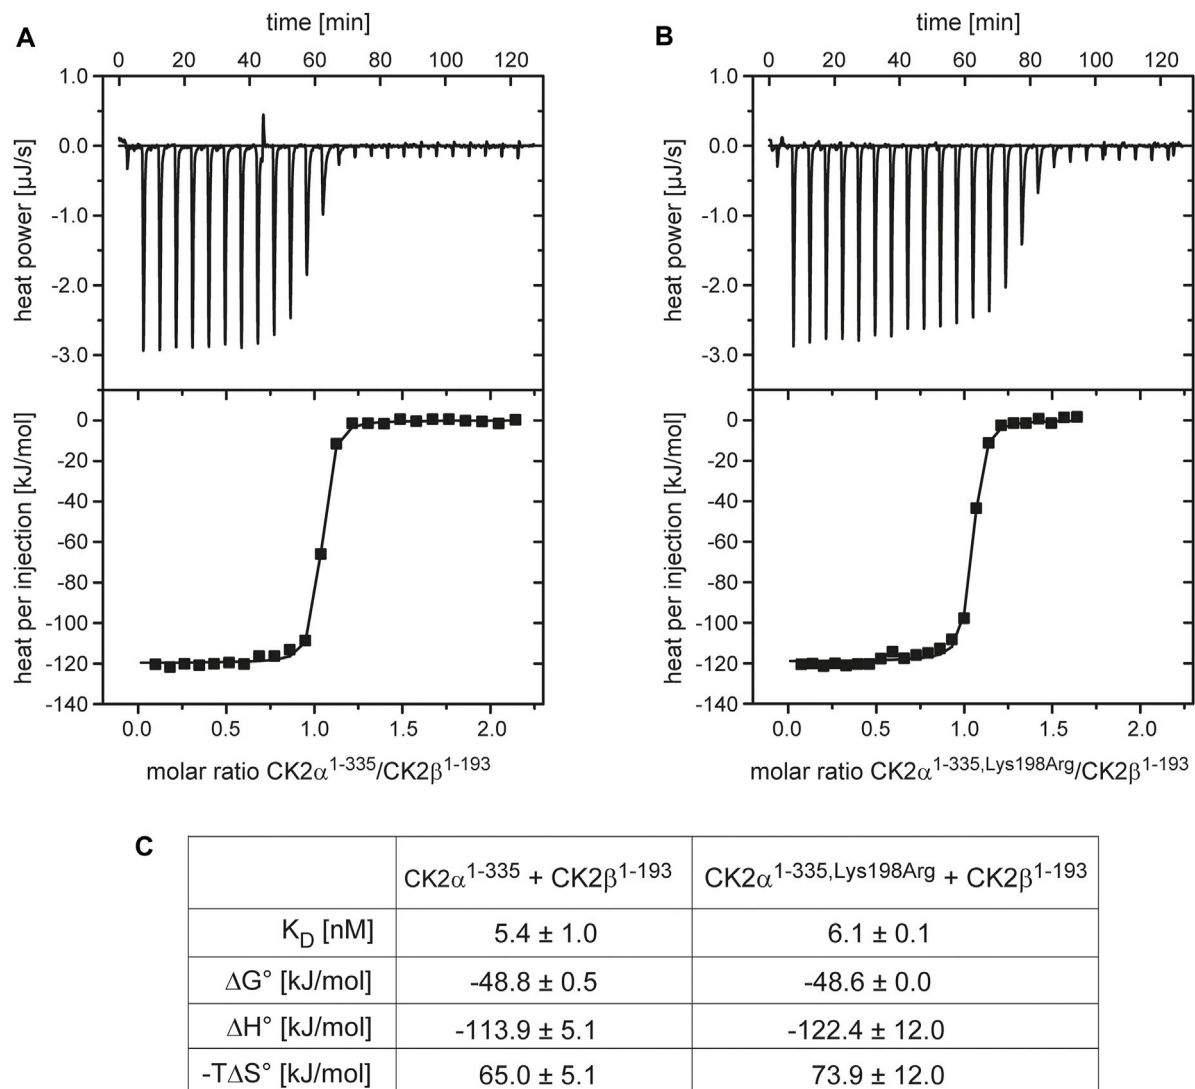 A
time [min]
0 20 40 60 80 100 120
heat power [µJ/s]
1.0
0.0
-1.0
-2.0
-3.0
heat per injection [kJ/mol]
0
-20
-40
-60
-80
-100
-120
-140
0.0 0.5 1.0 1.5 2.0
molar ratio CK2α1-335/CK2β1-193
B
time [min]
0 20 40 60 80 100 120
heat power [µJ/s]
1.0
0.0
-1.0
-2.0
-3.0
heat per injection [kJ/mol]
0
-20
-40
-60
-80
-100
-120
-140
0.0 0.5 1.0 1.5 2.0
molar ratio CK2α1-335,Lys198Arg/CK2β1-193
C
CK2α1-335 + CK2β1-193 CK2α1-335,Lys198Arg + CK2β1-193
KD [nM] 5.4 ± 1.0 6.1 ± 0.1
ΔG° [kJ/mol] -48.8 ± 0.5 -48.6 ± 0.0
ΔH° [kJ/mol] -113.9 ± 5.1 -122.4 ± 12.0
-TΔS° [kJ/mol] 65.0 ± 5.1 73.9 ± 12.0